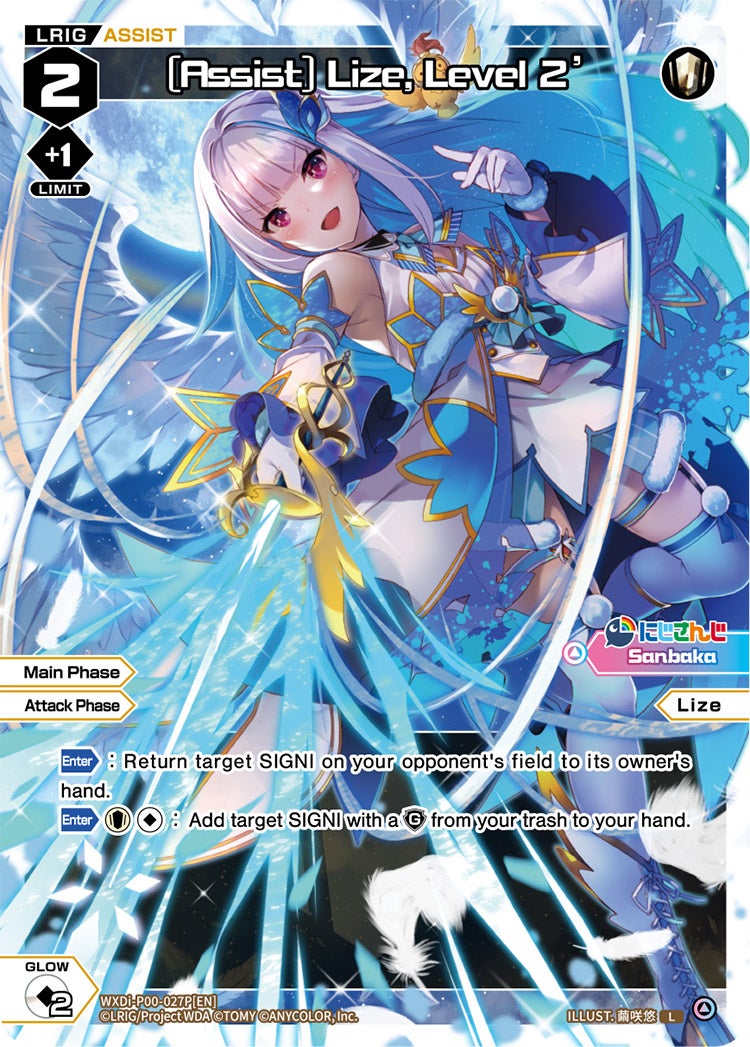 LRIG ASSIST
2
[Assist] Lize, Level 2'
+1
LIMIT
にじさんじ
Sanbaka
Main Phase
Attack Phase
Lize
Enter : Return target SIGNI on your opponent's field to its owner's
hand.
Enter : Add target SIGNI with a G from your trash to your hand.
GLOW
2
WXDi-P00-027P[EN]
©LRIG/Project WDA ©TOMY ©ANYCOLOR, Inc.
ILLUST. 繭咲悠 L